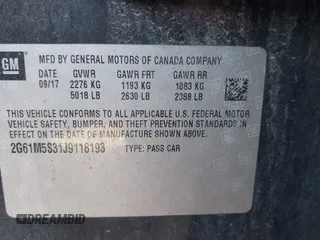 GM MFD BY GENERAL MOTORS OF CANADA COMPANY
DATE GVWR GAWR FRT GAWR RR
09/17 2276 KG 1193 KG 1083 KG
5018 LB 2630 LB 2388 LB
THIS VEHICLE CONFORMS TO ALL APPLICABLE U.S. FEDERAL MOTOR
VEHICLE SAFETY, BUMPER, AND THEFT PREVENTION STANDARDS IN
EFFECT ON THE DATE OF MANUFACTURE SHOWN ABOVE.
2G61M5S31J9116193 TYPE: PASS CAR
© DREAMBID